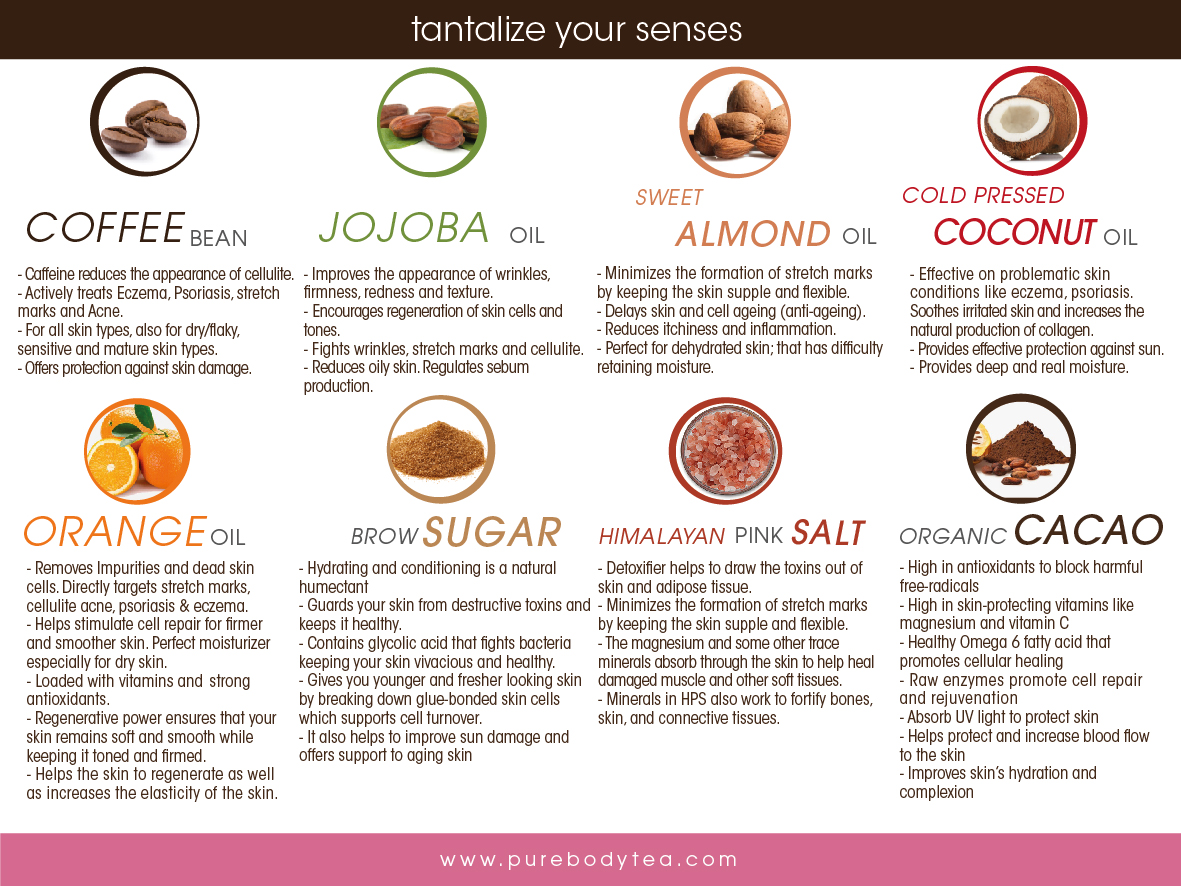 tantalize your senses
COFFEE BEAN
- Caffeine reduces the appearance of cellulite.
- Actively treats Eczema, Psoriasis, stretch
marks and Acne.
- For all skin types, also for dry/flaky,
sensitive and mature skin types.
- Offers protection against skin damage.
JOJOBA OIL
- Improves the appearance of wrinkles,
firmness, redness and texture.
- Encourages regeneration of skin cells and
tones.
- Fights wrinkles, stretch marks and cellulite.
- Reduces oily skin. Regulates sebum
production.
SWEET
ALMOND OIL
- Minimizes the formation of stretch marks
by keeping the skin supple and flexible.
- Delays skin and cell ageing (anti-ageing).
- Reduces itchiness and inflammation.
- Perfect for dehydrated skin; that has difficulty
retaining moisture.
COLD PRESSED
COCONUT OIL
- Effective on problematic skin
conditions like eczema, psoriasis.
Soothes irritated skin and increases the
natural production of collagen.
- Provides effective protection against sun.
- Provides deep and real moisture.
ORANGE OIL
- Removes Impurities and dead skin
cells. Directly targets stretch marks,
cellulite acne, psoriasis & eczema.
- Helps stimulate cell repair for firmer
and smoother skin. Perfect moisturizer
especially for dry skin.
- Loaded with vitamins and strong
antioxidants.
- Regenerative power ensures that your
skin remains soft and smooth while
keeping it toned and firmed.
- Helps the skin to regenerate as well
as increases the elasticity of the skin.
BROW SUGAR
- Hydrating and conditioning is a natural
humectant
- Guards your skin from destructive toxins and
keeps it healthy.
- Contains glycolic acid that fights bacteria
keeping your skin vivacious and healthy.
- Gives you younger and fresher looking skin
by breaking down glue-bonded skin cells
which supports cell turnover.
- It also helps to improve sun damage and
offers support to aging skin
HIMALAYAN PINK SALT
- Detoxifier helps to draw the toxins out of
skin and adipose tissue.
- Minimizes the formation of stretch marks
by keeping the skin supple and flexible.
- The magnesium and some other trace
minerals absorb through the skin to help heal
damaged muscle and other soft tissues.
- Minerals in HPS also work to fortify bones,
skin, and connective tissues.
ORGANIC CACAO
- High in antioxidants to block harmful
free-radicals
- High in skin-protecting vitamins like
magnesium and vitamin C
- Healthy Omega 6 fatty acid that
promotes cellular healing
- Raw enzymes promote cell repair
and rejuvenation
- Absorb UV light to protect skin
- Helps protect and increase blood flow
to the skin
- Improves skin's hydration and
complexion
www.purebodytea.com